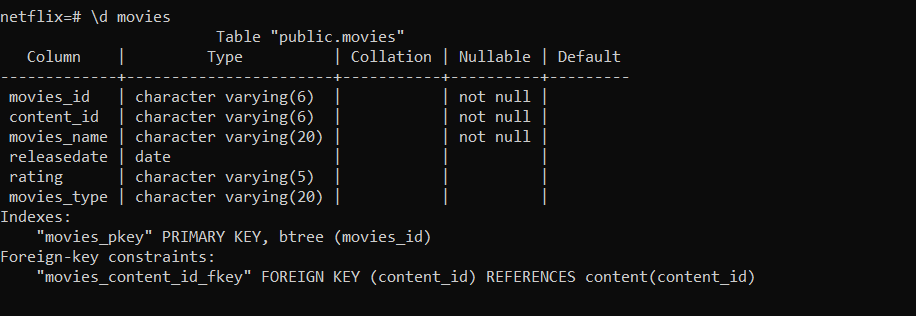 netflix=# \d movies
                        Table "public.movies"
   Column    |         Type          | Collation | Nullable | Default
-------------+-----------------------+-----------+----------+---------
 movies_id   | character varying(6)  |           | not null |
 content_id  | character varying(6)  |           | not null |
 movies_name | character varying(20) |           | not null |
 releasedate | date                  |           |          |
 rating      | character varying(5)  |           |          |
 movies_type | character varying(20) |           |          |
Indexes:
    "movies_pkey" PRIMARY KEY, btree (movies_id)
Foreign-key constraints:
    "movies_content_id_fkey" FOREIGN KEY (content_id) REFERENCES content(content_id)